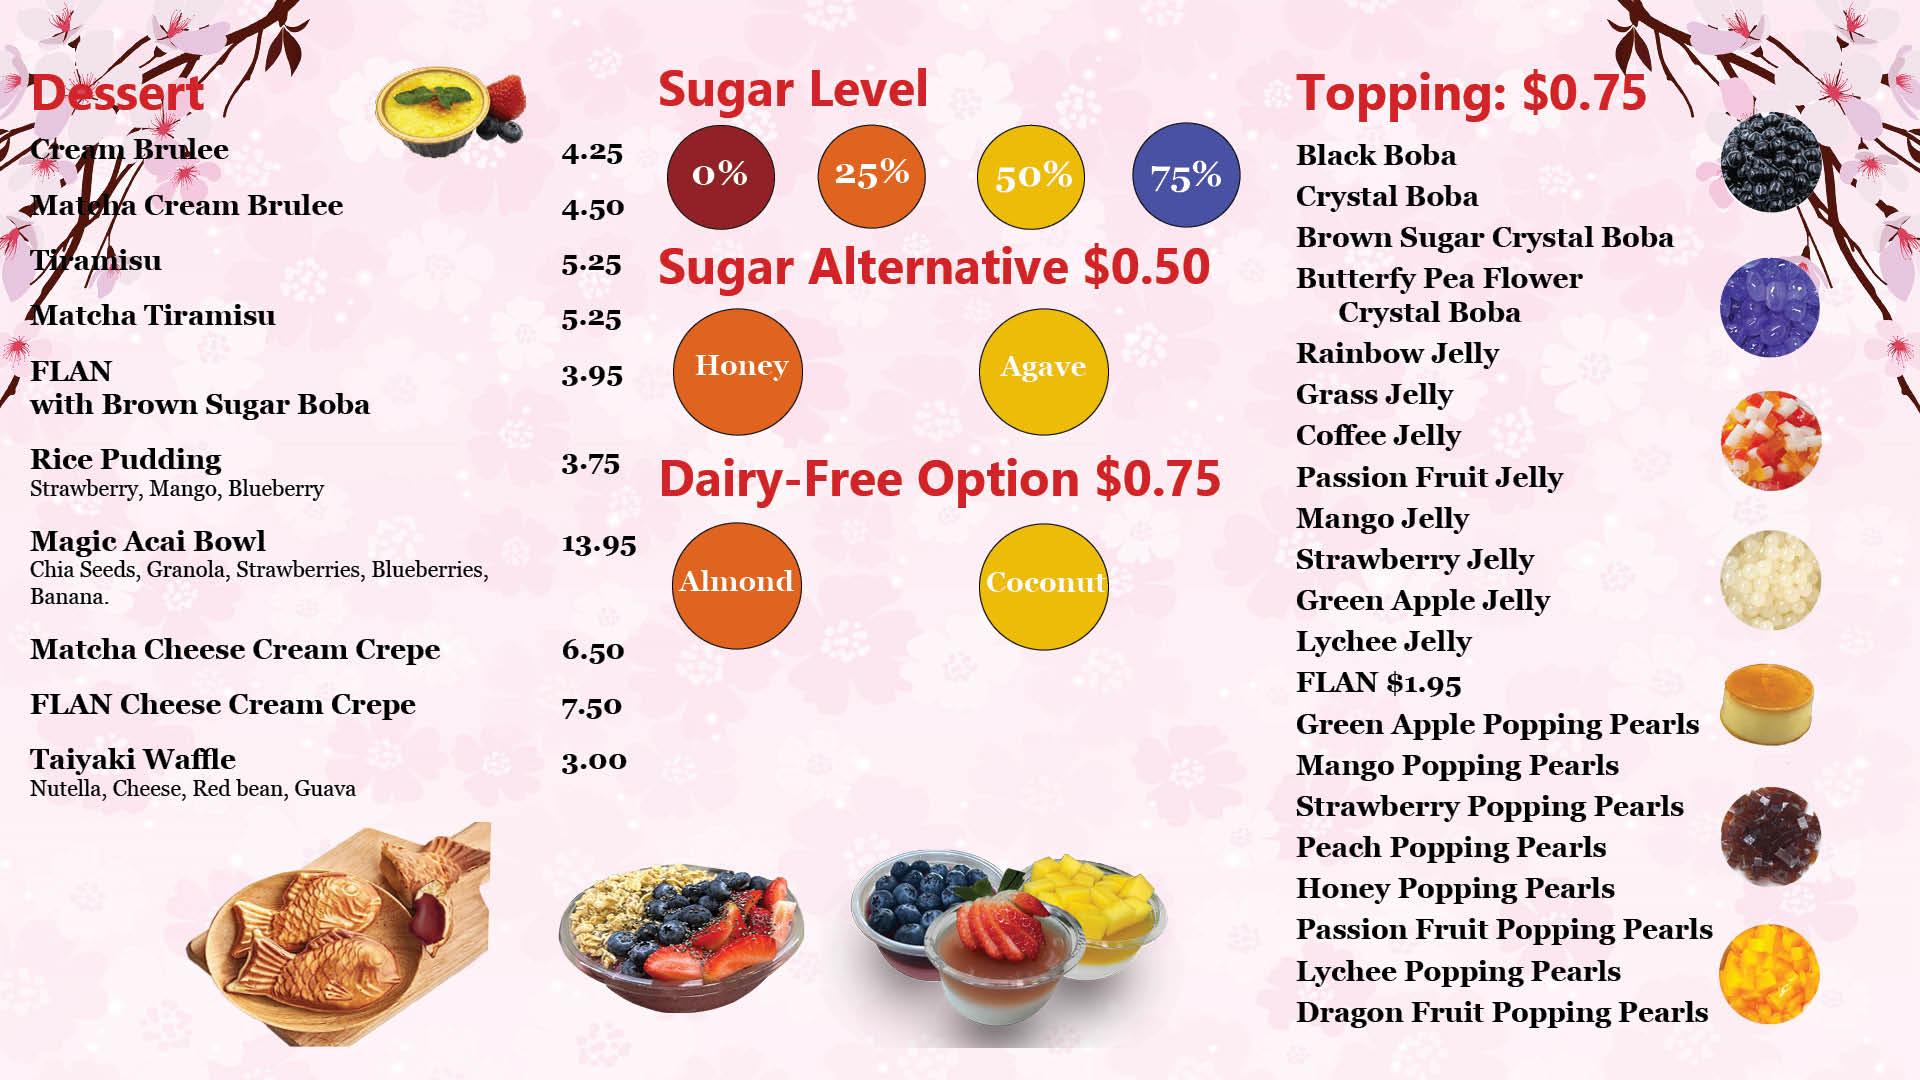 Dessert
Cream Brulee 4.25
Matcha Cream Brulee 4.50
Tiramisu 5.25
Matcha Tiramisu 5.25
FLAN 3.95
with Brown Sugar Boba
Rice Pudding 3.75
Strawberry, Mango, Blueberry
Magic Acai Bowl 13.95
Chia Seeds, Granola, Strawberries, Blueberries,
Banana.
Matcha Cheese Cream Crepe 6.50
FLAN Cheese Cream Crepe 7.50
Taiyaki Waffle 3.00
Nutella, Cheese, Red bean, Guava
Sugar Level
0% 25% 50% 75%
Sugar Alternative $0.50
Honey Agave
Dairy-Free Option $0.75
Almond Coconut
Topping: $0.75
Black Boba
Crystal Boba
Brown Sugar Crystal Boba
Butterfy Pea Flower
Crystal Boba
Rainbow Jelly
Grass Jelly
Coffee Jelly
Passion Fruit Jelly
Mango Jelly
Strawberry Jelly
Green Apple Jelly
Lychee Jelly
FLAN $1.95
Green Apple Popping Pearls
Mango Popping Pearls
Strawberry Popping Pearls
Peach Popping Pearls
Honey Popping Pearls
Passion Fruit Popping Pearls
Lychee Popping Pearls
Dragon Fruit Popping Pearls